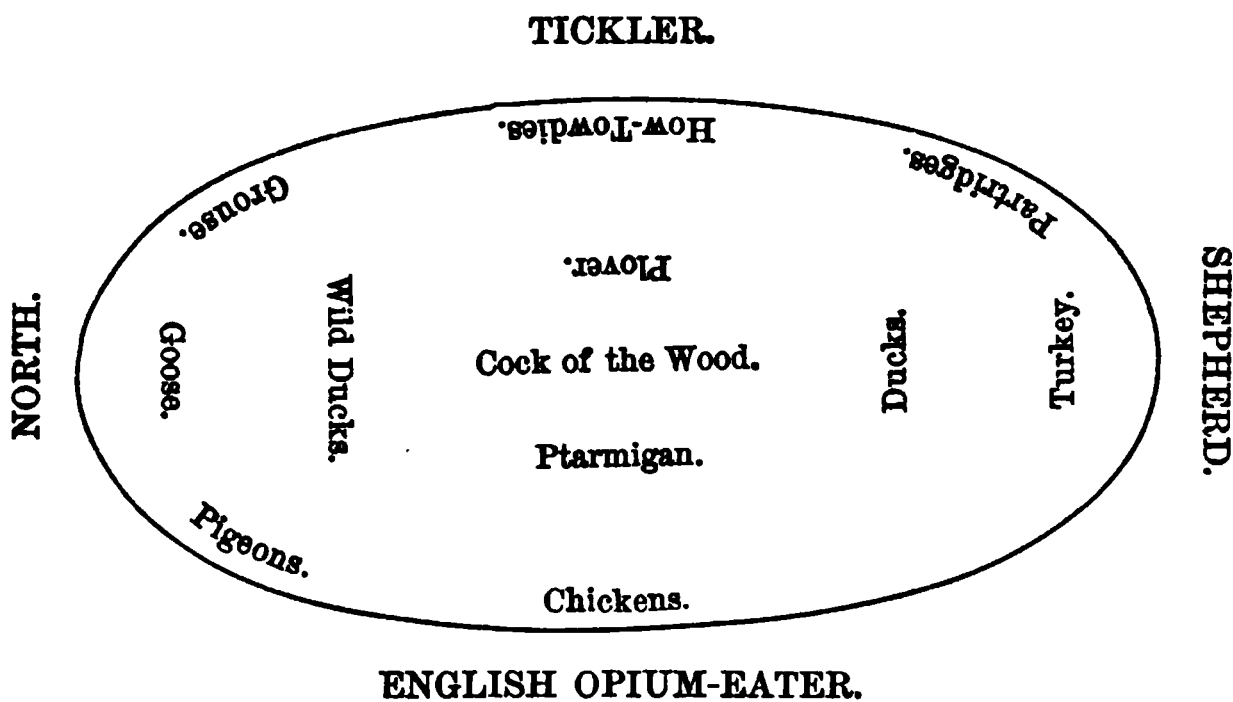 TICKLER.
How-Towdies.
Partridges.
Grouse.
Plover.
NORTH.
Goose.
Wild Ducks.
Cock of the Wood.
Ducks.
Turkey.
SHEPHERD.
Ptarmigan.
Pigeons.
Chickens.
ENGLISH OPIUM-EATER.